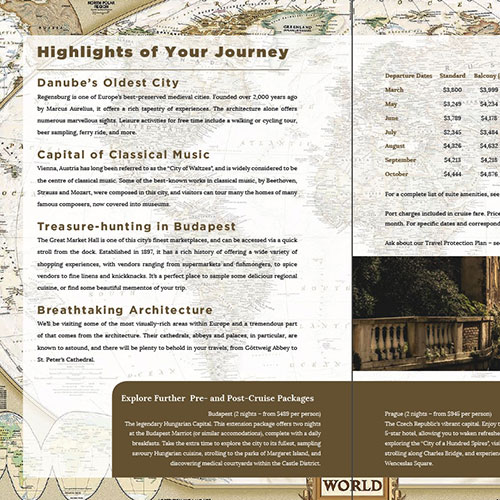 NORTH POLAR
REGION
GREENLAND
Highlights of Your Journey
Danube's Oldest City
Regensburg is one of Europe's best-preserved medieval cities. Founded over 2,000 years ago
by Marcus Aurelius, it offers a rich tapestry of experiences. The architecture alone offers
numerous marvellous sights. Leisure activities for free time include a walking or cycling tour,
beer sampling, ferry ride, and more.
Capital of Classical Music
Vienna, Austria has long been referred to as the "City of Waltzes", and is widely considered to be
the centre of classical music. Some of the best-known works in classical music, by Beethoven,
Strauss and Mozart, were composed in this city, and visitors can tour many the homes of many
famous composers, now covered into museums.
Treasure-hunting in Budapest
The Great Market Hall is one of this city's finest marketplaces, and can be accessed via a quick
stroll from the dock. Established in 1897, it has a rich history of offering a wide variety of
shopping experiences, with vendors ranging from supermarkets and fishmongers, to spice
vendors to fine linens and knickknacks. It's a perfect place to sample some delicious regional
cuisine, or find some beautiful mementos of your trip.
Breathtaking Architecture
We'll be visiting some of the most visually-rich areas within Europe and a tremendous part
of that comes from the architecture. Their cathedrals, abbeys and palaces, in particular, are
known to astound, and there will be plenty to behold in your travels, from Göttweig Abbey to
St. Peter's Cathedral.
Explore Further Pre- and Post-Cruise Packages
Budapest (2 nights – from $489 per person)
The legendary Hungarian Capital. This extension package offers two nights
at the Budapest Marriot (or similar accomodations), complete with a daily
breakfasts. Take the extra time to explore the city to its fullest, sampling
savoury Hungarian cuisine, strolling to the parks of Margaret Island, and
discovering medical courtyards within the Castle District.
Departure Dates Standard Balcony
March $3,800 $3,999
May $3,249 $4,234
June $3,789 $4,178
July $2,345 $3,484
August $4,326 $4,637
September $4,213 $4,218
October $4,444 $4,876
For a complete list of suite amenities, see
Port charges included in cruise fare. Price
month. For specific dates and correspond
Ask about our Travel Protection Plan – see
Prague (2 nights – from $945 per person)
The Czech Republic's vibrant capital. Enjoy t
5-star hotel, allowing you to waken refreshed
exploring the "City of a Hundred Spires", visi
strolling along Charles Bridge, and experien
Wenceslas Square.
WORLD